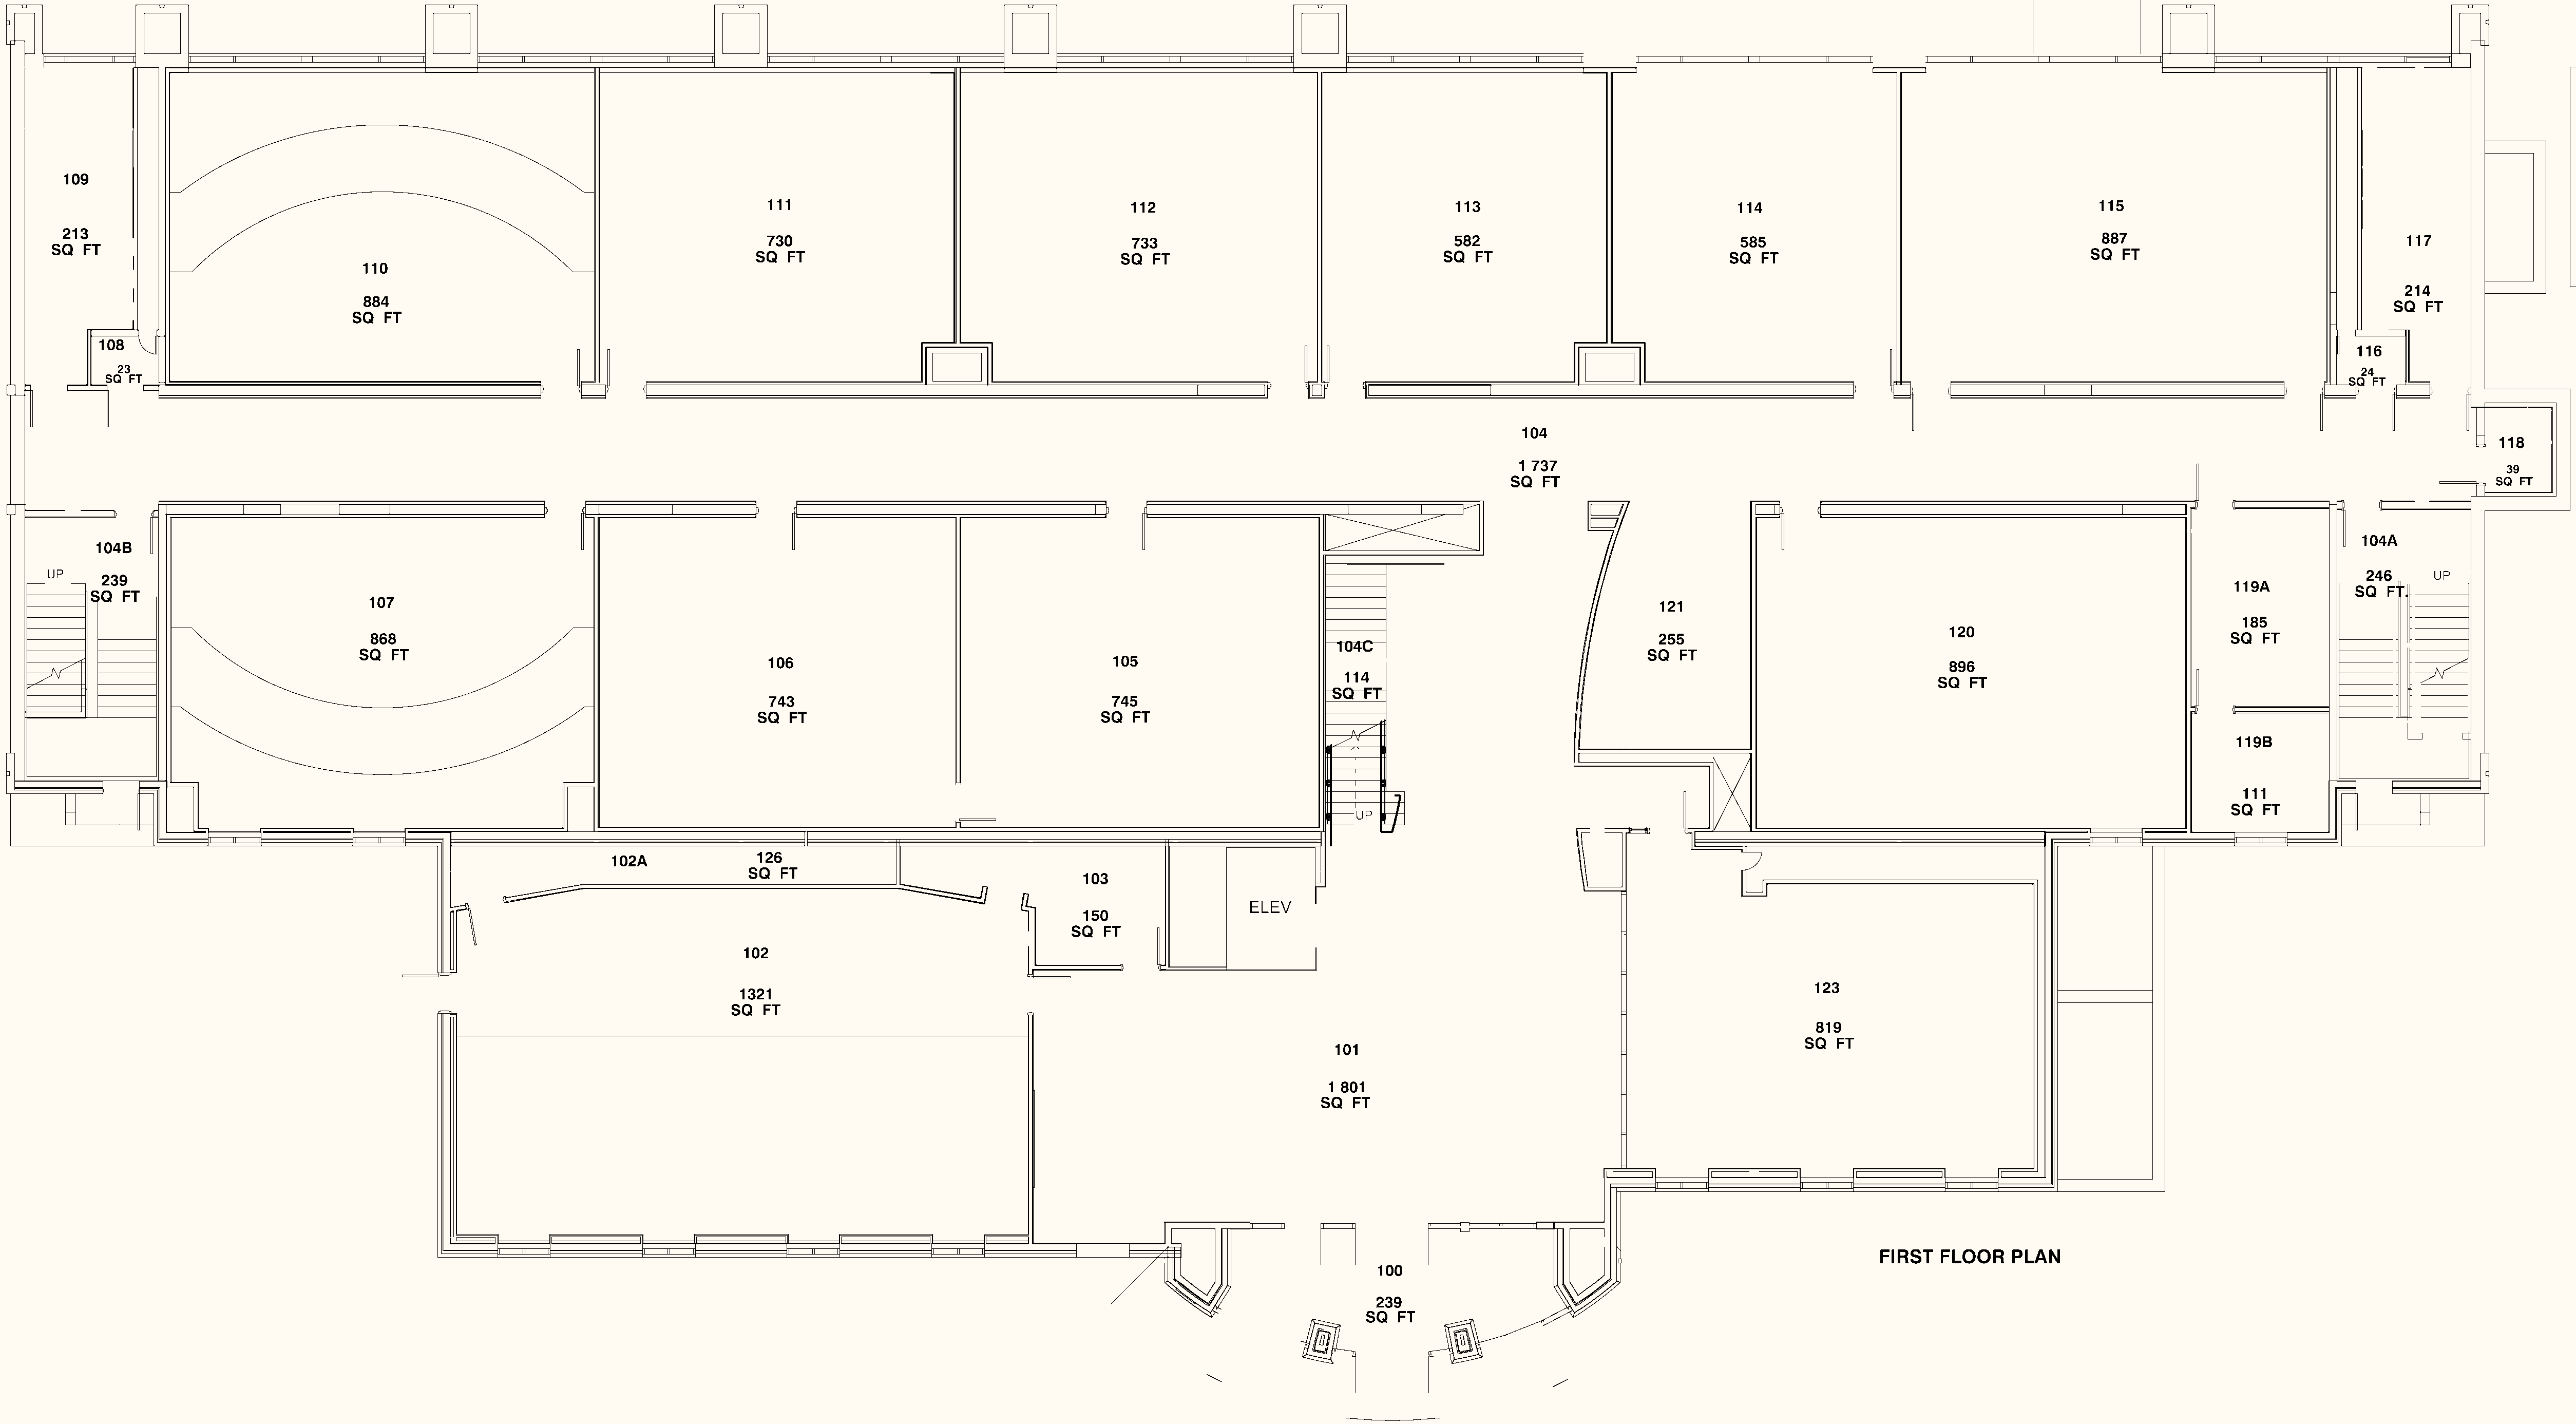 109
213
SQ FT
108
23
SQ FT
110
884
SQ FT
111
730
SQ FT
112
733
SQ FT
113
582
SQ FT
114
585
SQ FT
115
887
SQ FT
117
214
SQ FT
116
24
SQ FT
104
1 737
SQ FT
118
39
SQ FT
104B
UP
239
SQ FT
107
868
SQ FT
106
743
SQ FT
105
745
SQ FT
104C
114
SQ FT
UP
121
255
SQ FT
120
896
SQ FT
119A
185
SQ FT
104A
246
SQ FT.
UP
119B
111
SQ FT
102A
126
SQ FT
103
150
SQ FT
ELEV
102
1321
SQ FT
101
1 801
SQ FT
123
819
SQ FT
100
239
SQ FT
FIRST FLOOR PLAN